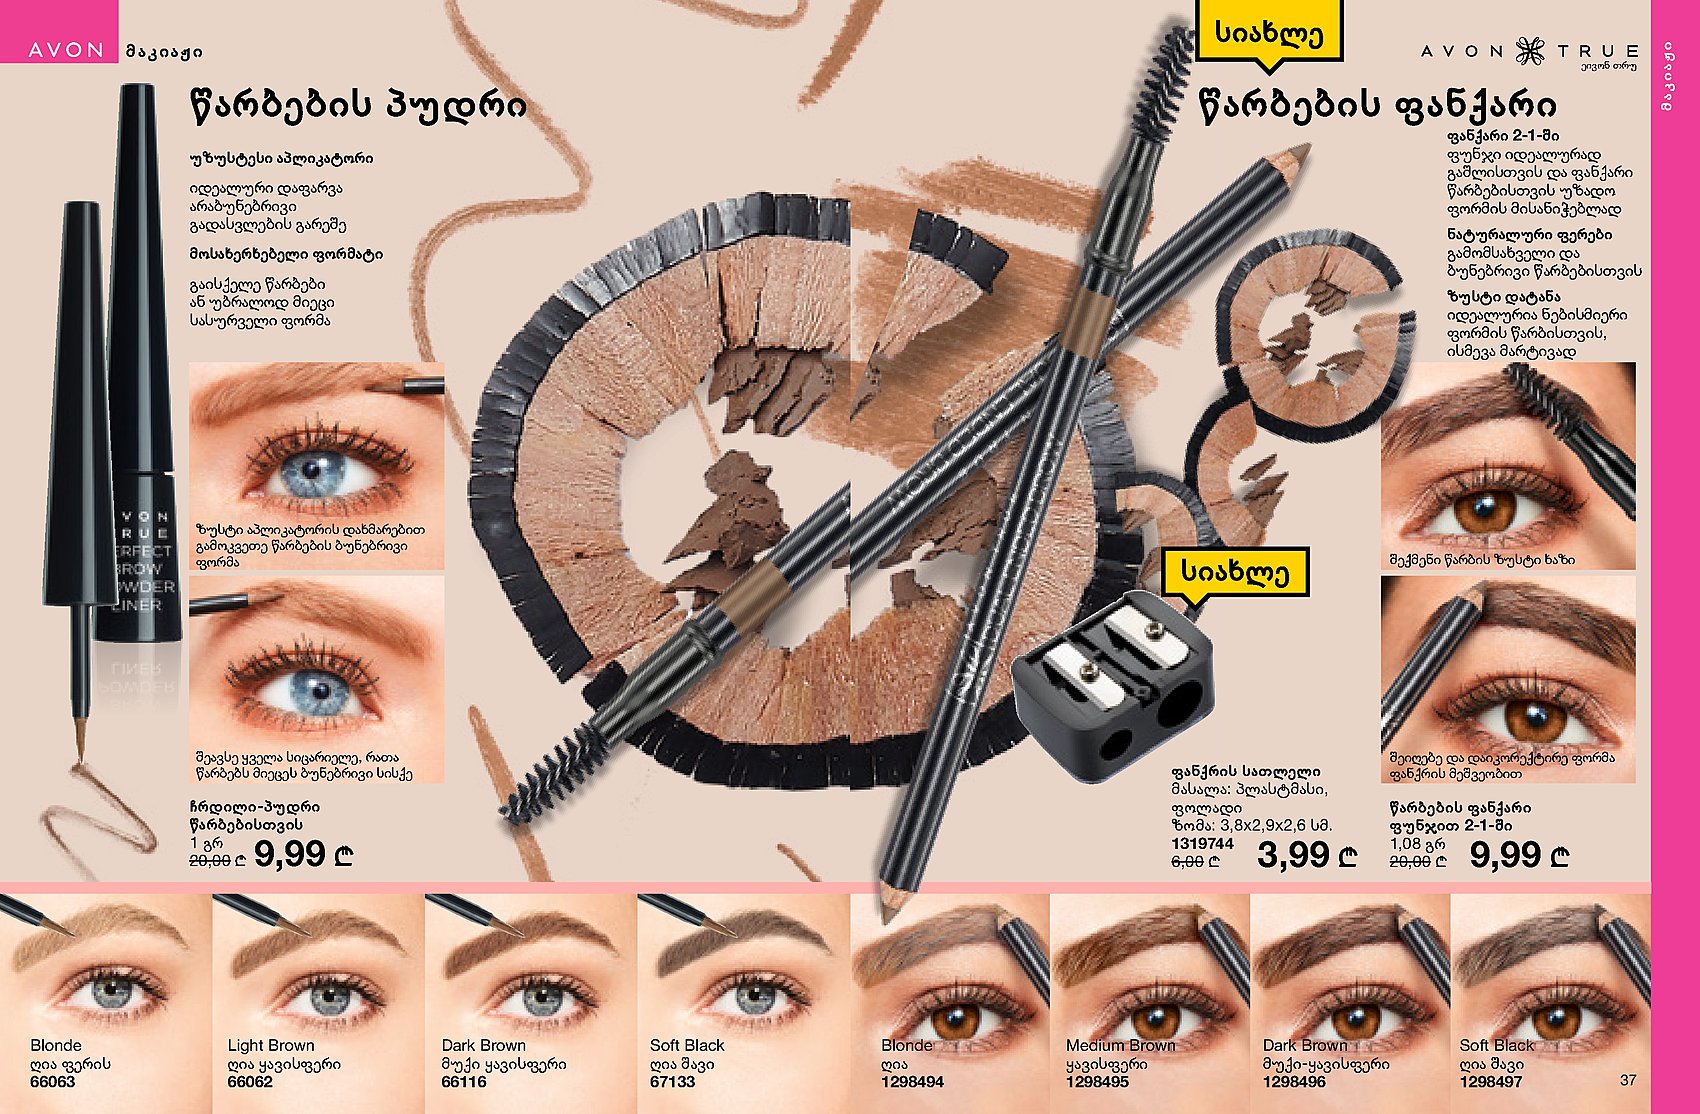 AVON მაკიაჟი
წარბების პუდრი
უზუსტესი აპლიკატორი
იდეალური დაფარვა
არაბუნებრივი
გადასვლების გარეშე
მოსახერხებელი ფორმატი
გაისქელე წარბები
ან უბრალოდ მიეცი
სასურველი ფორმა
ზუსტი აპლიკატორის დახმარებით
გამოკვეთე წარბების ბუნებრივი
ფორმა
შეავსე ყველა სიცარიელე, რათა
წარბებს მიეცეს ბუნებრივი სისქე
ჩრდილი-პუდრი
წარბებისთვის
1 გრ
20,00 ₾ 9,99 ₾
VON
RUE
ERFECT
BROW
OWDER
LINER
სიახლე
AVON TRUE
ეივონ თრუ
მაკიაჟი
წარბების ფანქარი
ფანქარი 2-1-ში
ფუნჯი იდეალურად
გაშლისთვის და ფანქარი
წარბებისთვის უზადო
ფორმის მისანიჭებლად
ნატურალური ფერები
გამომსახველი და
ბუნებრივი წარბებისთვის
ზუსტი დატანა
იდეალურია ნებისმიერი
ფორმის წარბისთვის,
ისმევა მარტივად
შექმენი წარბის ზუსტი ხაზი
შეიღებე და დაიკორექტირე ფორმა
ფანქრის მეშვეობით
სიახლე
ფანქრის სათლელი
მასალა: პლასტმასი,
ფოლადი
ზომა: 3,8x2,9x2,6 სმ.
1319744
6,00 ₾ 3,99 ₾
წარბების ფანქარი
ფუნჯით 2-1-ში
1,08 გრ
20,00 ₾ 9,99 ₾
Blonde
ღია ფერის
66063
Light Brown
ღია ყავისფერი
66062
Dark Brown
მუქი ყავისფერი
66116
Soft Black
ღია შავი
67133
Blonde
ღია
1298494
Medium Brown
ყავისფერი
1298495
Dark Brown
მუქი-ყავისფერი
1298496
Soft Black
ღია შავი
1298497
37